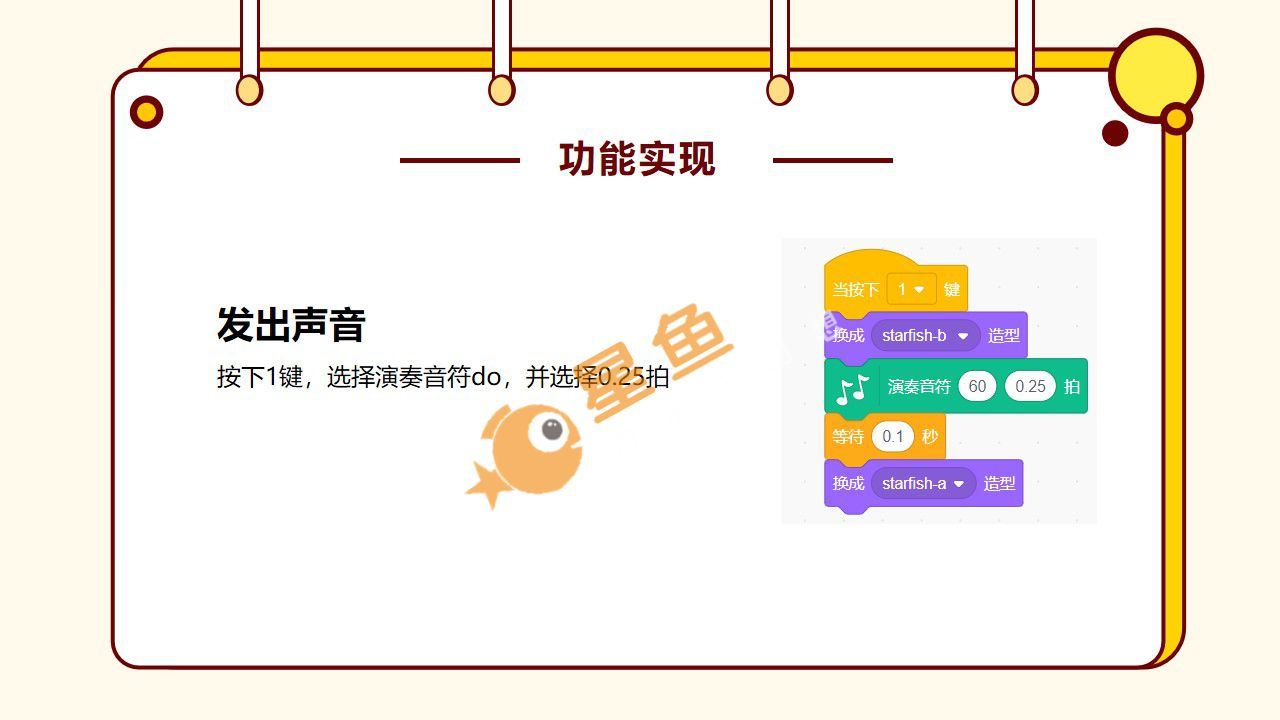 功能实现
发出声音
按下1键，选择演奏音符do，并选择0.25拍
星鱼
当按下 1 键
换成 starfish-b 造型
演奏音符 60 0.25 拍
等待 0.1 秒
换成 starfish-a 造型